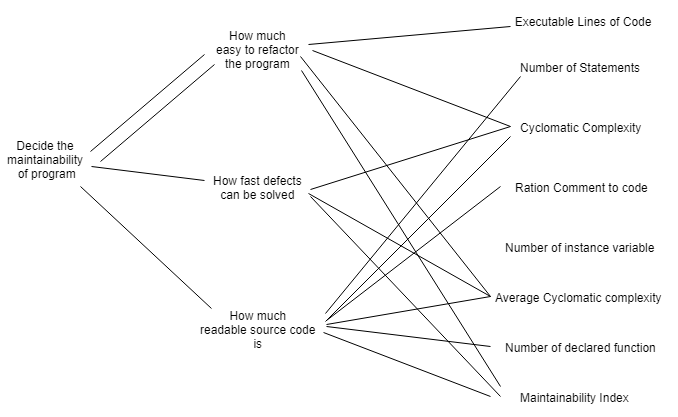 Decide the
maintainability
of program
How much
easy to refactor
the program
How fast defects
can be solved
How much
readable source code
is
Executable Lines of Code
Number of Statements
Cyclomatic Complexity
Ration Comment to code
Number of instance variable
Average Cyclomatic complexity
Number of declared function
Maintainability Index